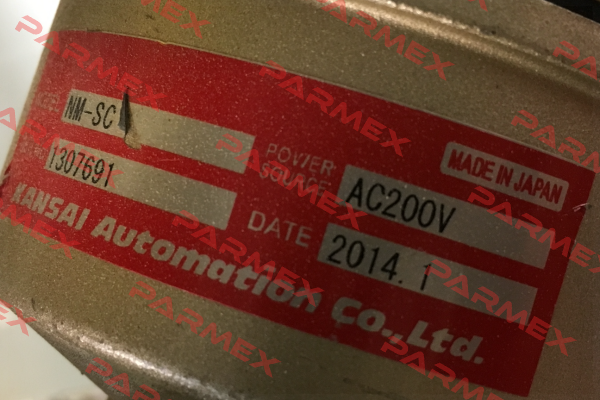 NM-SC
1307691
POWER SOURCE
AC200V
MADE IN JAPAN
DATE
2014. 1
KANSAI Automation Co., Ltd.
PARMEX